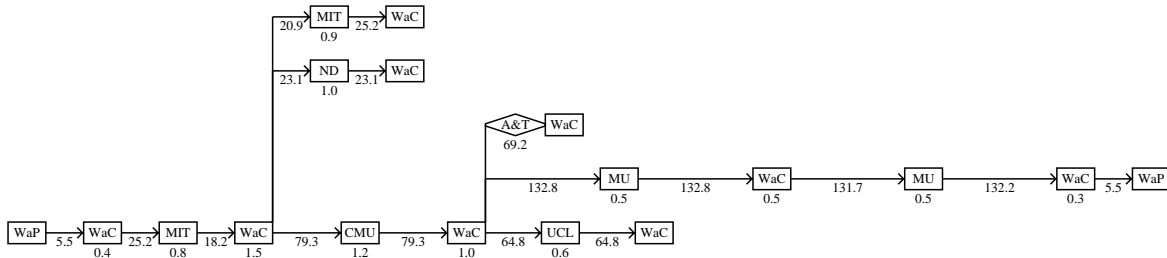 MIT WaC
20.9 25.2
0.9
ND WaC
23.1 23.1
1.0
A&T WaC
69.2
MU WaC MU WaC WaP
132.8 132.8 131.7 132.2 5.5
0.5 0.5 0.5 0.3
WaP WaC MIT WaC CMU WaC UCL WaC
5.5 25.2 18.2 79.3 79.3 64.8 64.8
0.4 0.8 1.5 1.2 1.0 0.6